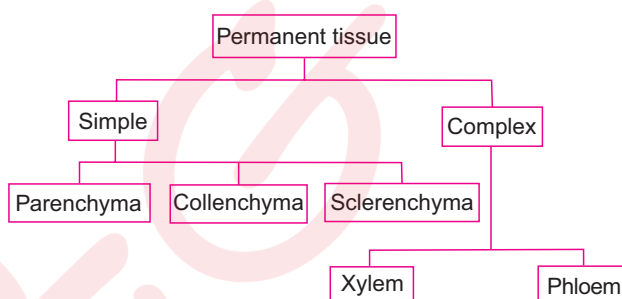 Permanent tissue
Simple
Complex
Parenchyma
Collenchyma
Sclerenchyma
Xylem
Phloem